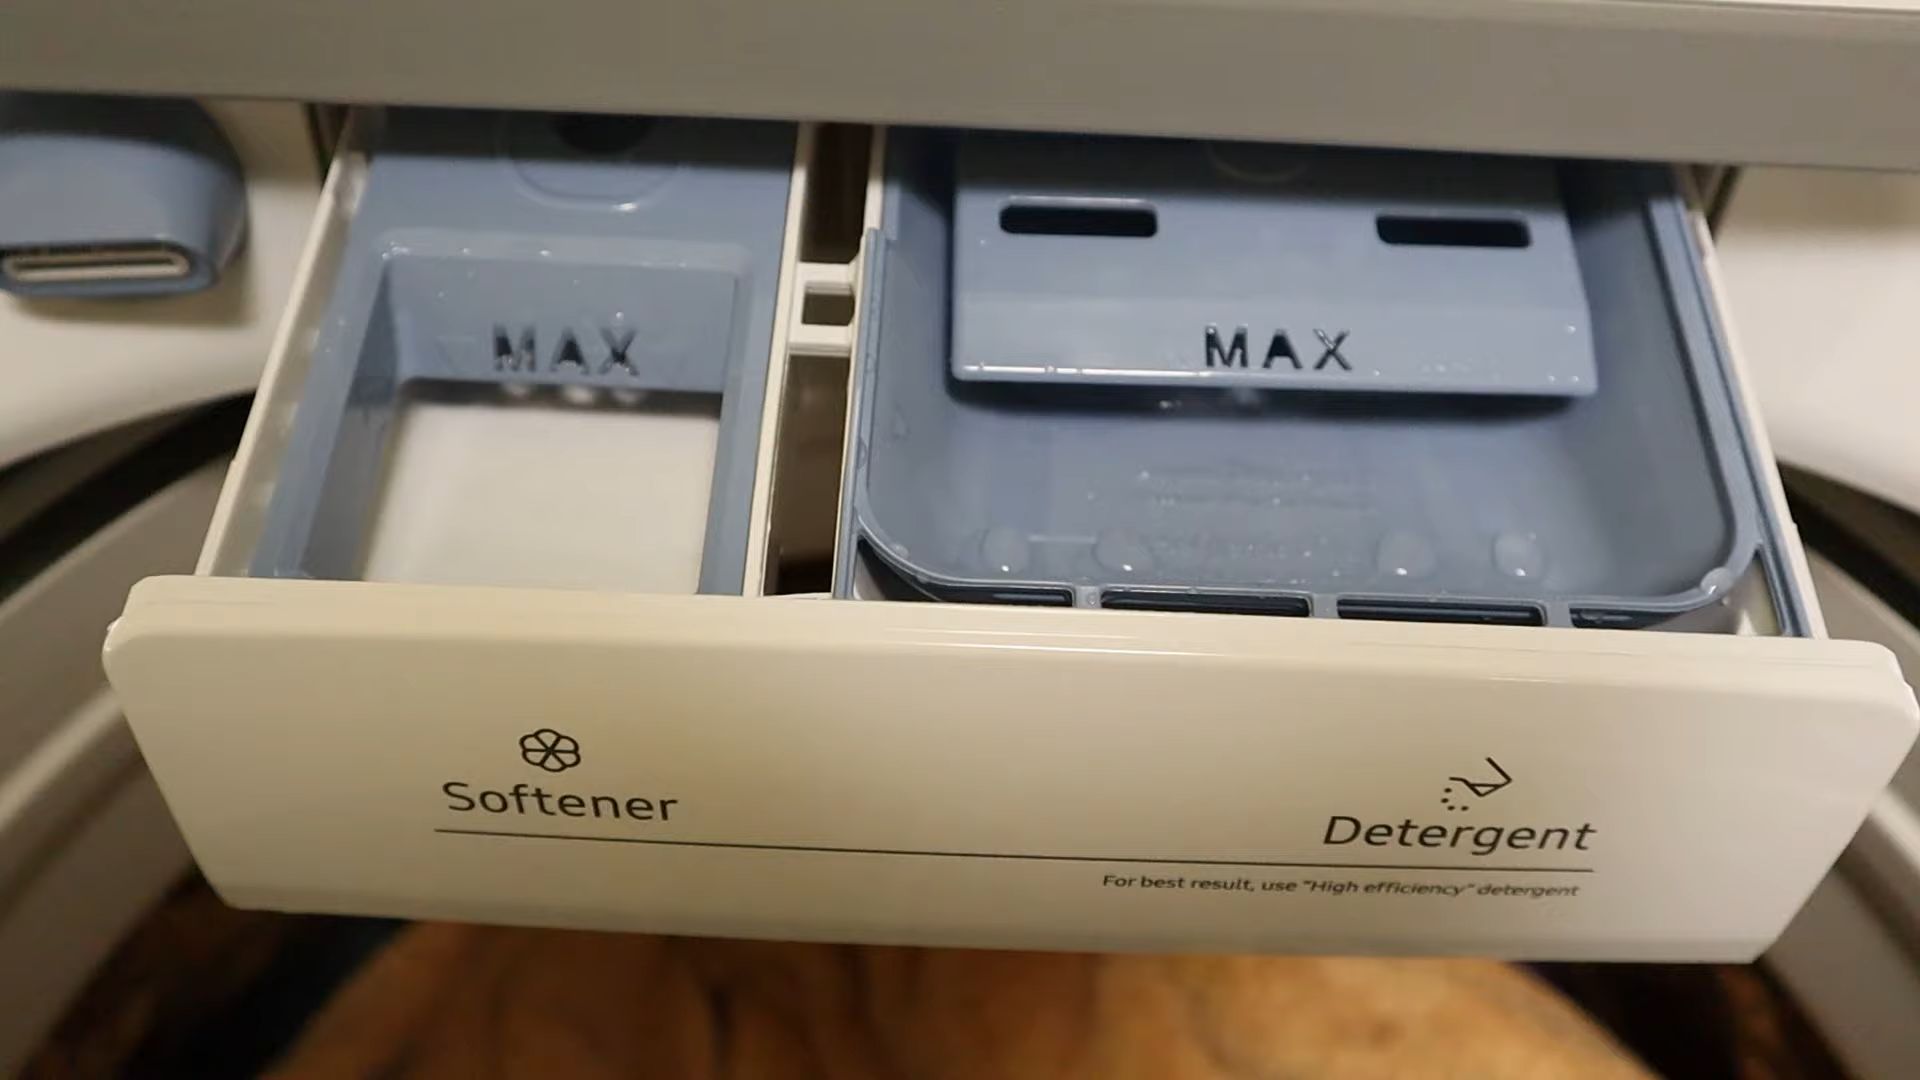 MAX
MAX
Softener
Detergent
For best result, use "High efficiency" detergent